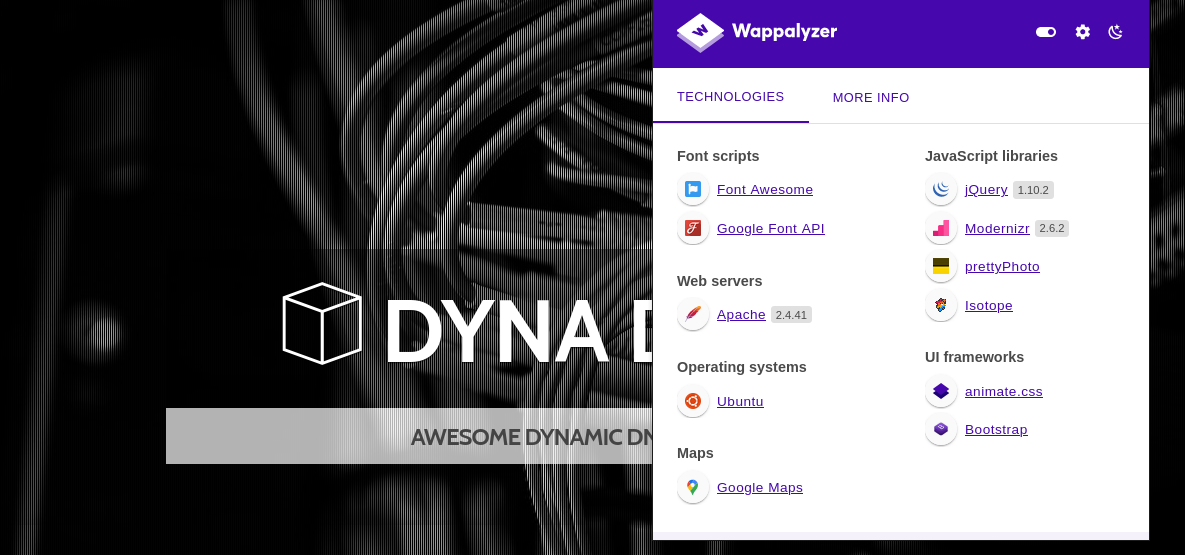 Wappalyzer
TECHNOLOGIES
MORE INFO
Font scripts
Font Awesome
Google Font API
Web servers
Apache 2.4.41
Operating systems
Ubuntu
Maps
Google Maps
JavaScript libraries
jQuery 1.10.2
Modernizr 2.6.2
prettyPhoto
Isotope
UI frameworks
animate.css
Bootstrap
DYNA
AWESOME DYNAMIC DN